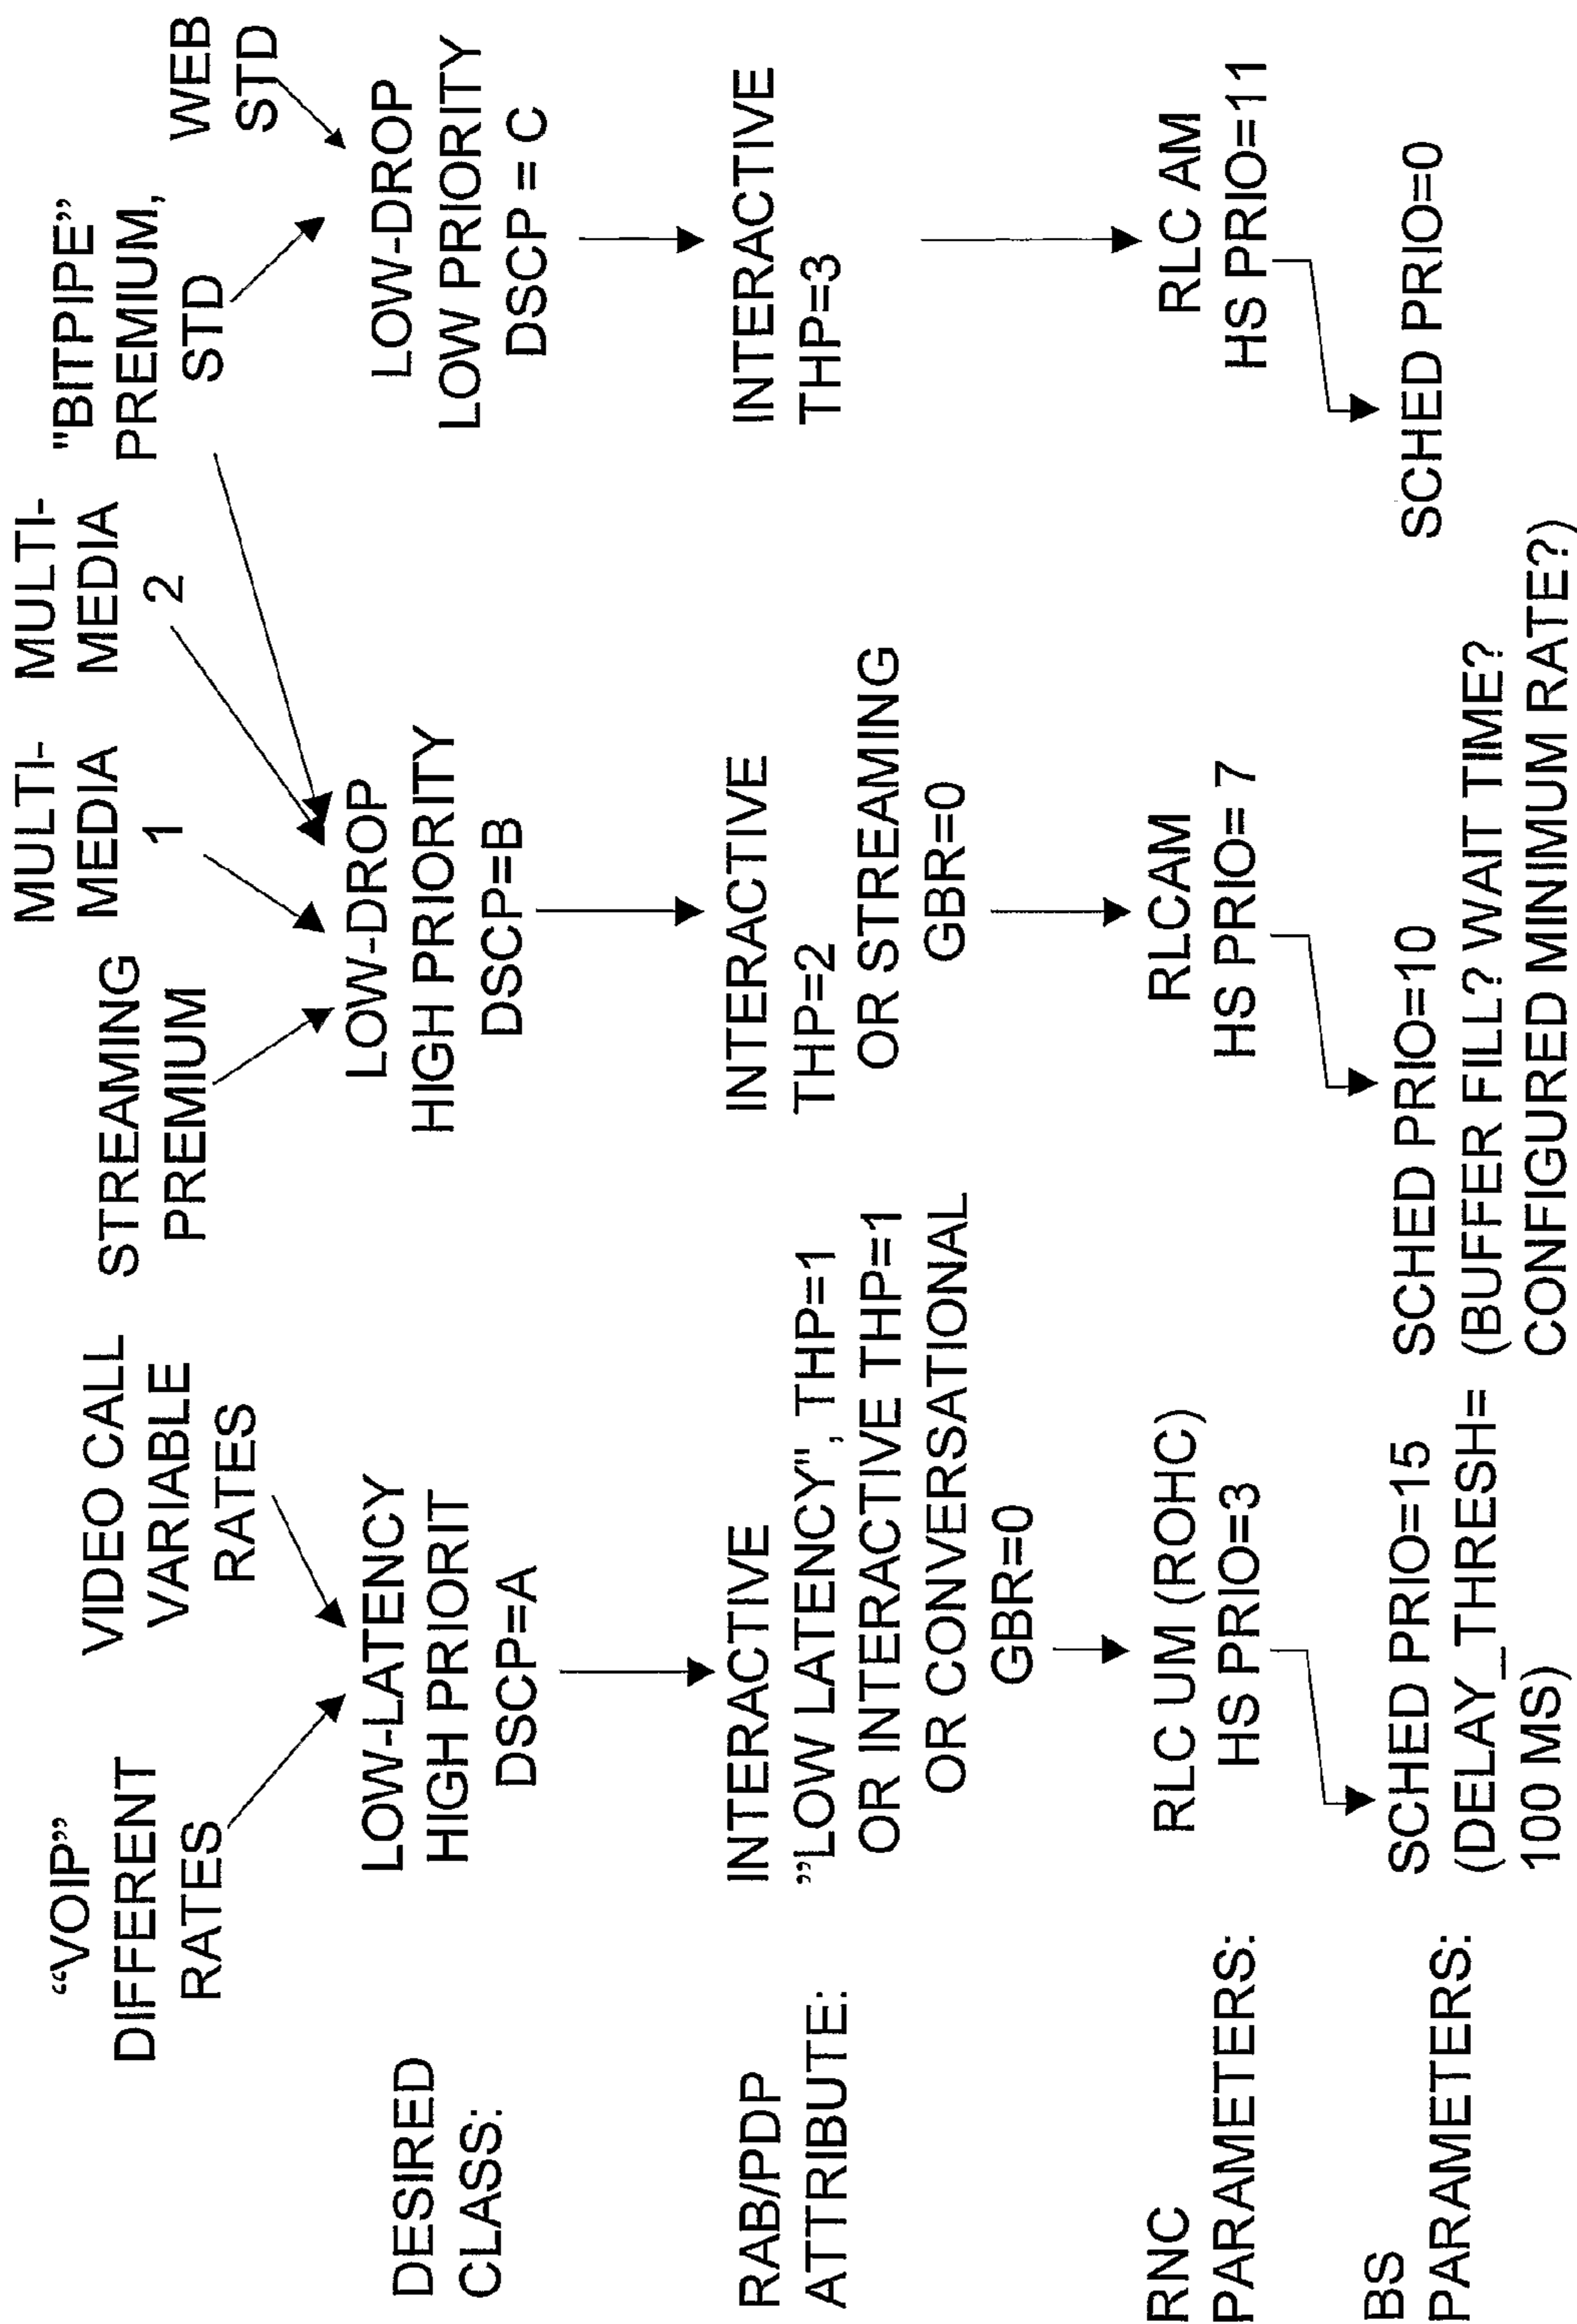 “VOIP”
DIFFERENT
RATES
VIDEO CALL
VARIABLE
RATES
STREAMING
PREMIUM
MULTI-
MEDIA
1
MULTI-
MEDIA
2
"BITPIPE”
PREMIUM,
STD
WEB
STD
DESIRED
CLASS:
LOW-LATENCY
HIGH PRIORIT
DSCP=A
LOW-DROP
HIGH PRIORITY
DSCP=B
LOW-DROP
LOW PRIORITY
DSCP = C
RAB/PDP
ATTRIBUTE:
INTERACTIVE
”LOW LATENCY", THP=1
OR INTERACTIVE THP=1
OR CONVERSATIONAL
GBR=0
INTERACTIVE
THP=2
OR STREAMING
GBR=0
INTERACTIVE
THP=3
RNC
PARAMETERS:
RLC UM (ROHC)
HS PRIO=3
RLCAM
HS PRIO= 7
RLC AM
HS PRIO=11
BS
PARAMETERS:
SCHED PRIO=15
(DELAY_THRESH=
100 MS)
SCHED PRIO=10
(BUFFER FILL? WAIT TIME?
CONFIGURED MINIMUM RATE?)
SCHED PRIO=0